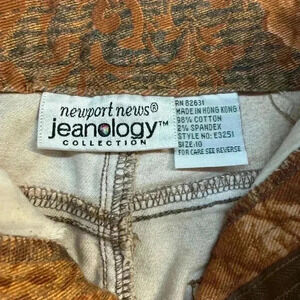 newport news®
jeanology™
COLLECTION
RN 82631
MADE IN HONG KONG
98% COTTON
2% SPANDEX
STYLE NO: E3251
SIZE:10
FOR CARE SEE REVERSE